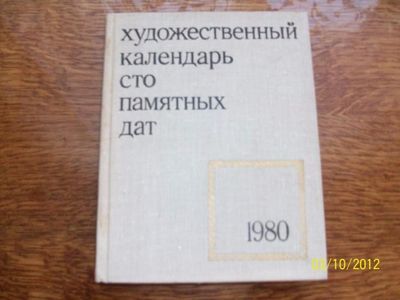 художественный
календарь
сто
памятных
дат
1980
02/10/2012